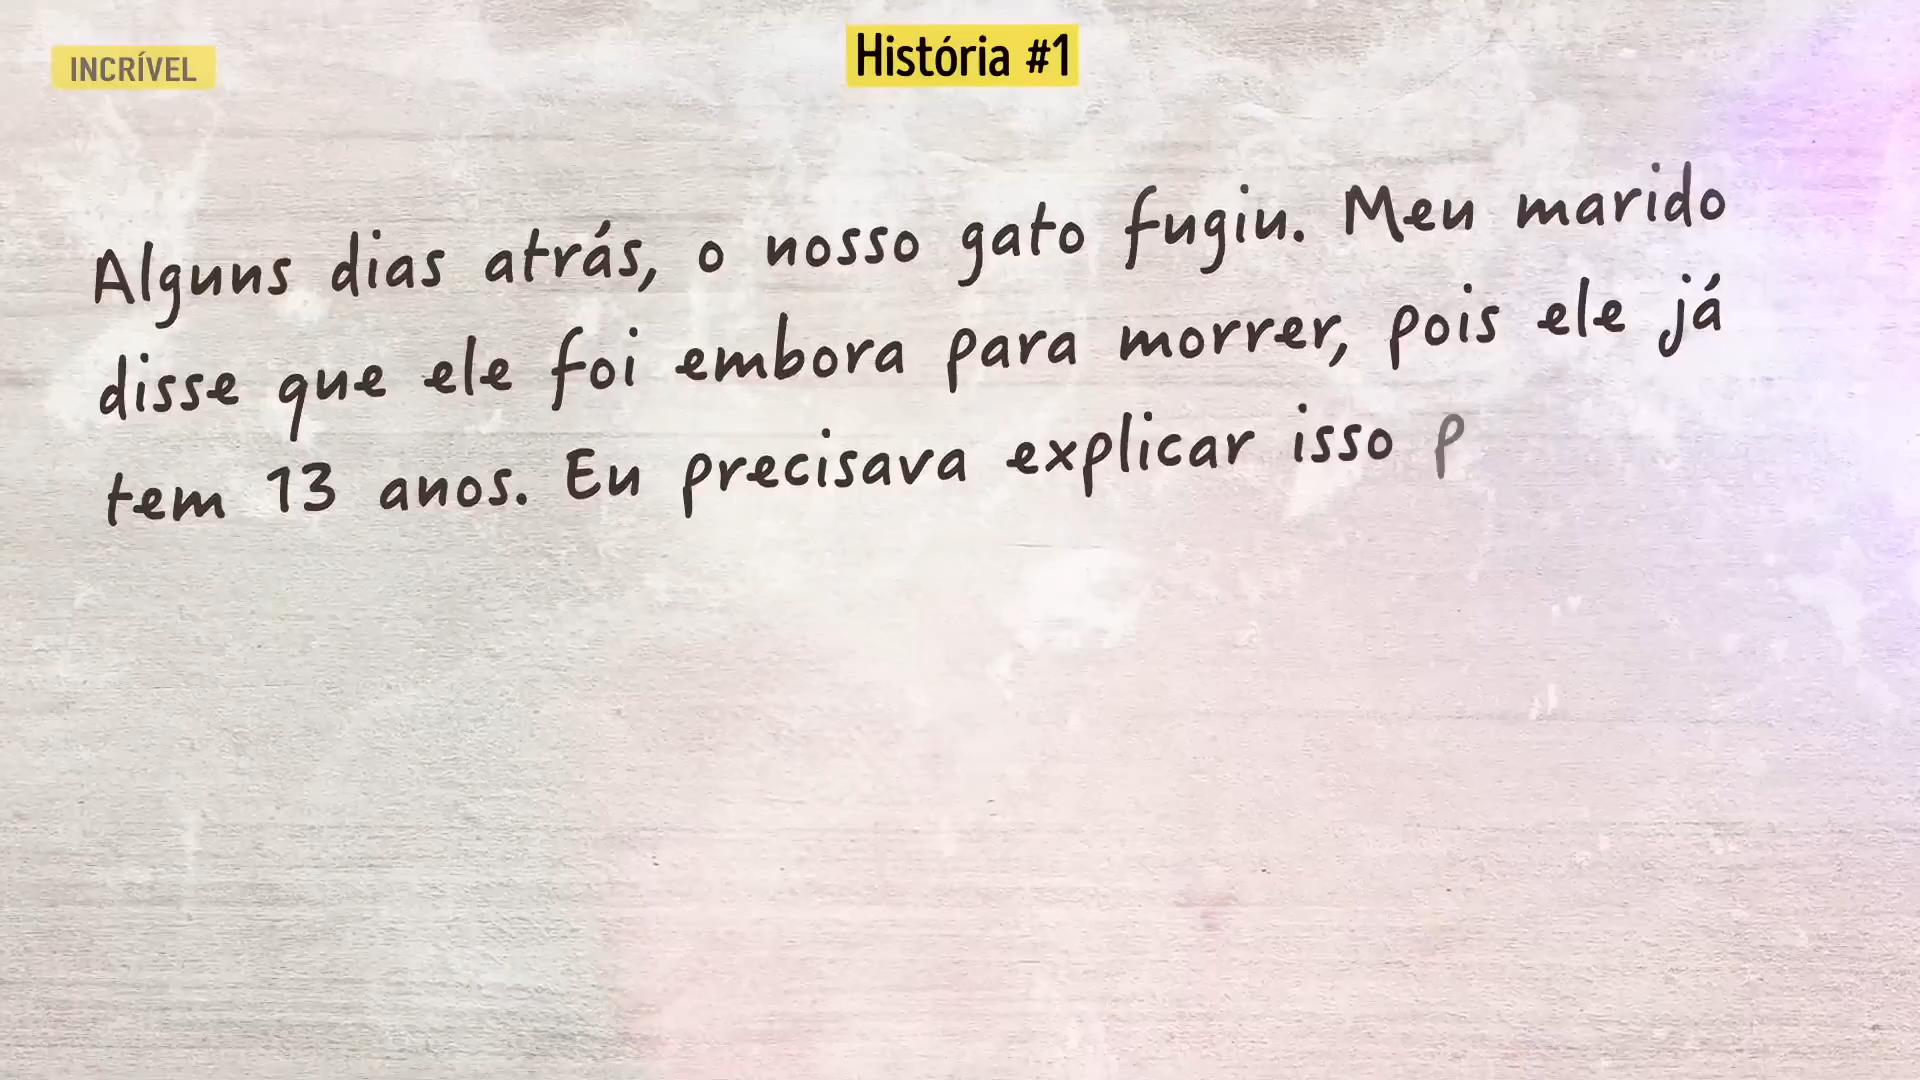 INCRÍVEL
História #1
Alguns dias atrás, o nosso gato fugiu. Meu marido
disse que ele foi embora para morrer, pois ele já
tem 13 anos. Eu precisava explicar isso p